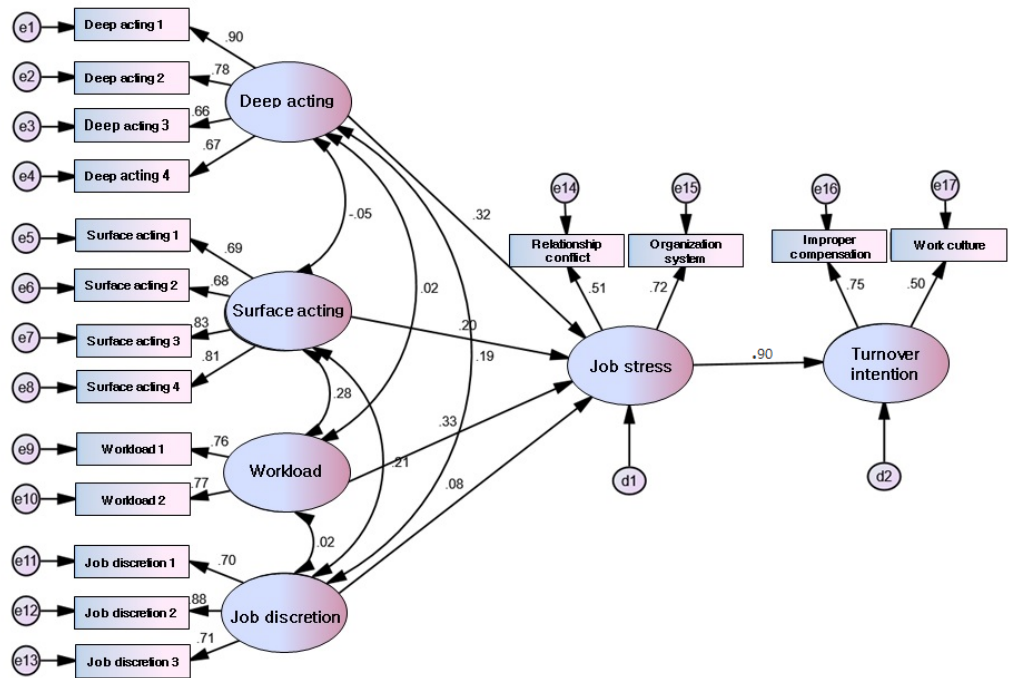 e1
Deep acting 1
.90
e2
Deep acting 2
.78
e3
Deep acting 3
.66
e4
Deep acting 4
.67
Deep acting
e5
Surface acting 1
.69
e6
Surface acting 2
.68
e7
Surface acting 3
.83
e8
Surface acting 4
.81
Surface acting
e9
Workload 1
.76
e10
Workload 2
.77
Workload
e11
Job discretion 1
.70
e12
Job discretion 2
.88
e13
Job discretion 3
.71
Job discretion
-.05
.02
.19
.28
.21
.02
.32
.20
.33
.08
e14
e15
Relationship
conflict
Organization
system
.51
.72
Job stress
d1
.90
e16
e17
Improper
compensation
Work culture
.75
.50
Turnover
intention
d2